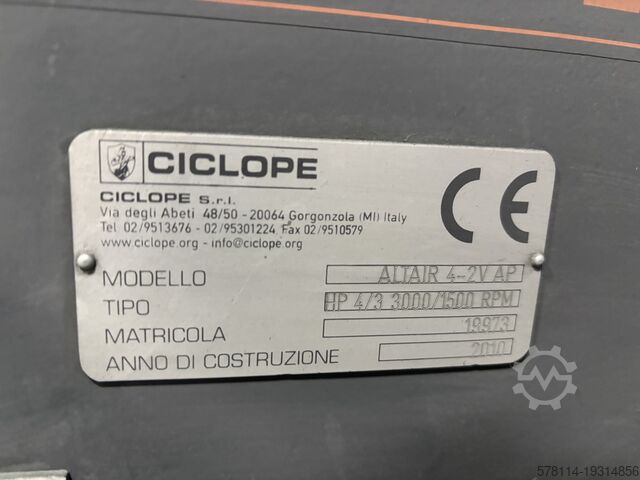 CICLOPE
CICLOPE S.r.l.
Via degli Abeti 48/50 - 20064 Gorgonzola (MI) Italy
Tel. 02/9513676 - 02/95301224 Fax 02/9510579
www.ciclope.org - info@ciclope.org
CE
MODELLO ALTAIR 4-2V AP
TIPO HP 4/3 3000/1500 RPM
MATRICOLA 19973
ANNO DI COSTRUZIONE 2010
578114-19314856